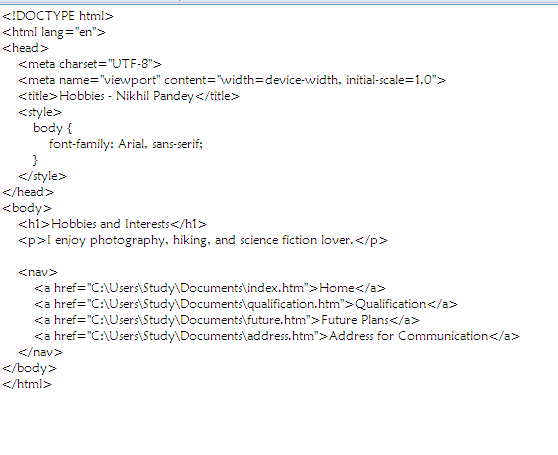 <!DOCTYPE html>
<html lang="en">
<head>
    <meta charset="UTF-8">
    <meta name="viewport" content="width=device-width, initial-scale=1.0">
    <title>Hobbies - Nikhil Pandey</title>
    <style>
        body {
            font-family: Arial, sans-serif;
        }
    </style>
</head>
<body>
    <h1>Hobbies and Interests</h1>
    <p>I enjoy photography, hiking, and science fiction lover.</p>

    <nav>
        <a href="C:\Users\Study\Documents\index.htm">Home</a>
        <a href="C:\Users\Study\Documents\qualification.htm">Qualification</a>
        <a href="C:\Users\Study\Documents\future.htm">Future Plans</a>
        <a href="C:\Users\Study\Documents\address.htm">Address for Communication</a>
    </nav>
</body>
</html>